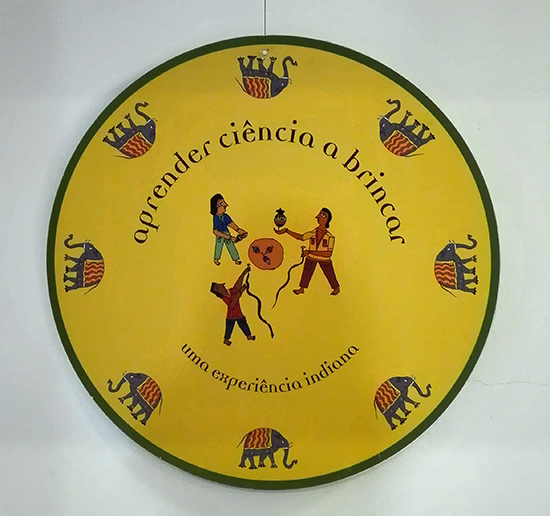 aprender ciência a brincar
uma experiência indiana